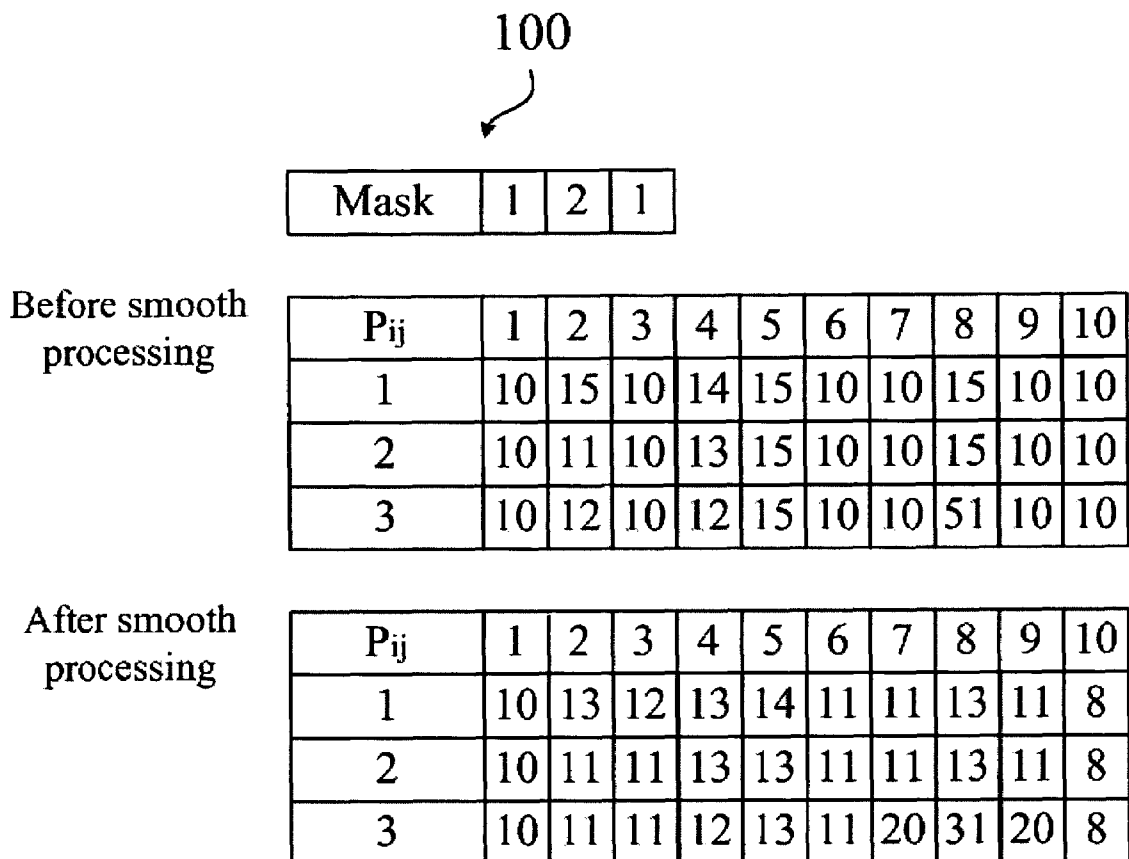 100
Mask 1 2 1
Before smooth
processing
Pij 1 2 3 4 5 6 7 8 9 10
1 10 15 10 14 15 10 10 15 10 10
2 10 11 10 13 15 10 10 15 10 10
3 10 12 10 12 15 10 10 51 10 10
After smooth
processing
Pij 1 2 3 4 5 6 7 8 9 10
1 10 13 12 13 14 11 11 13 11 8
2 10 11 11 13 13 11 11 13 11 8
3 10 11 11 12 13 11 20 31 20 8